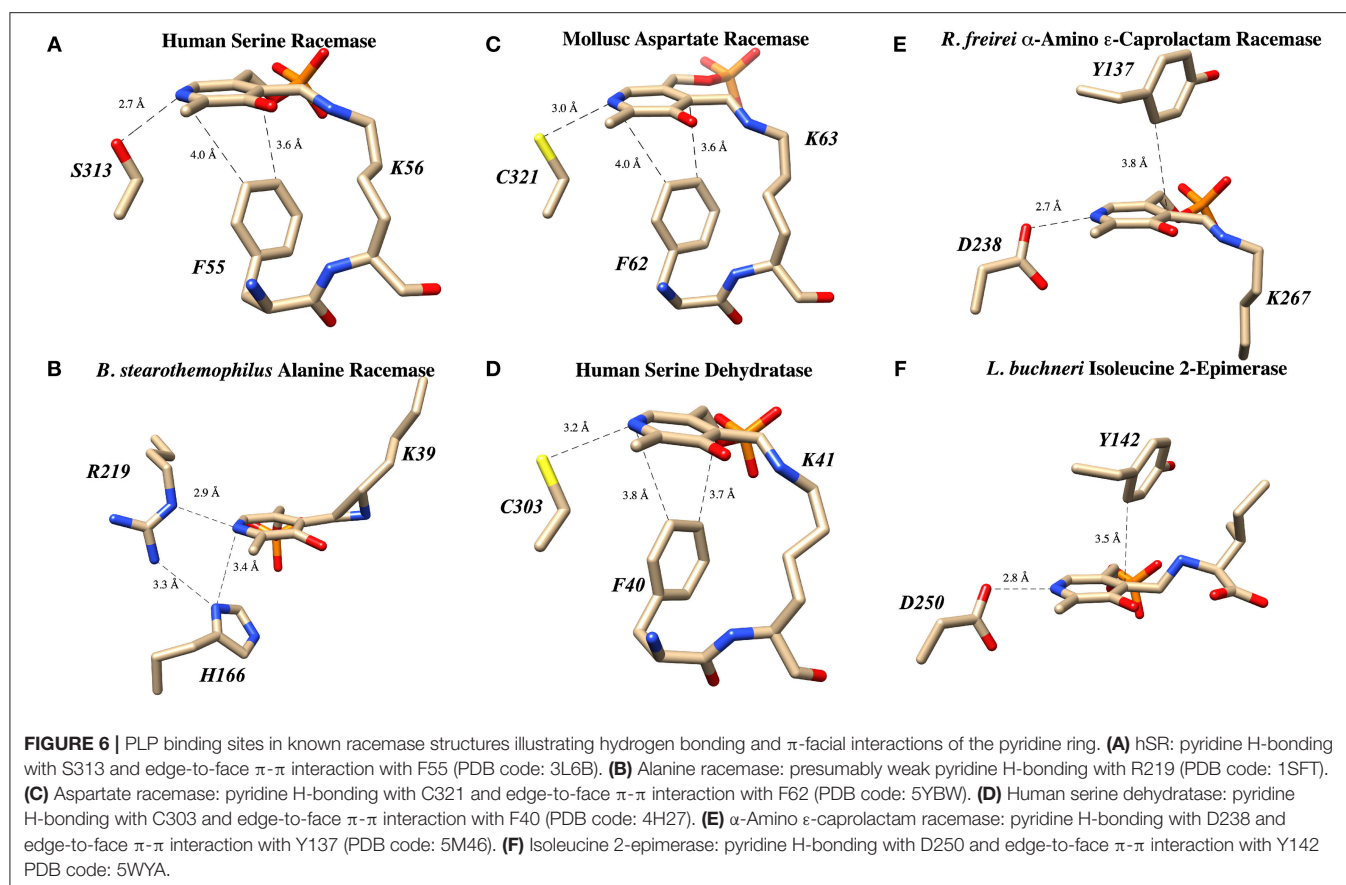 A
Human Serine Racemase
2.7 Å
S313
4.0 Å
3.6 Å
K56
F55
C
Mollusc Aspartate Racemase
3.0 Å
C321
4.0 Å
3.6 Å
K63
F62
E
R. freirei α-Amino ε-Caprolactam Racemase
Y137
3.8 Å
2.7 Å
D238
K267
B
B. stearothemophilus Alanine Racemase
K39
R219
2.9 Å
3.3 Å
3.4 Å
H166
D
Human Serine Dehydratase
3.2 Å
C303
3.8 Å
3.7 Å
K41
F40
F
L. buchneri Isoleucine 2-Epimerase
Y142
3.5 Å
2.8 Å
D250
FIGURE 6 | PLP binding sites in known racemase structures illustrating hydrogen bonding and π-facial interactions of the pyridine ring. (A) hSR: pyridine H-bonding
with S313 and edge-to-face π-π interaction with F55 (PDB code: 3L6B). (B) Alanine racemase: presumably weak pyridine H-bonding with R219 (PDB code: 1SFT).
(C) Aspartate racemase: pyridine H-bonding with C321 and edge-to-face π-π interaction with F62 (PDB code: 5YBW). (D) Human serine dehydratase: pyridine
H-bonding with C303 and edge-to-face π-π interaction with F40 (PDB code: 4H27). (E) α-Amino ε-caprolactam racemase: pyridine H-bonding with D238 and
edge-to-face π-π interaction with Y137 (PDB code: 5M46). (F) Isoleucine 2-epimerase: pyridine H-bonding with D250 and edge-to-face π-π interaction with Y142
PDB code: 5WYA.